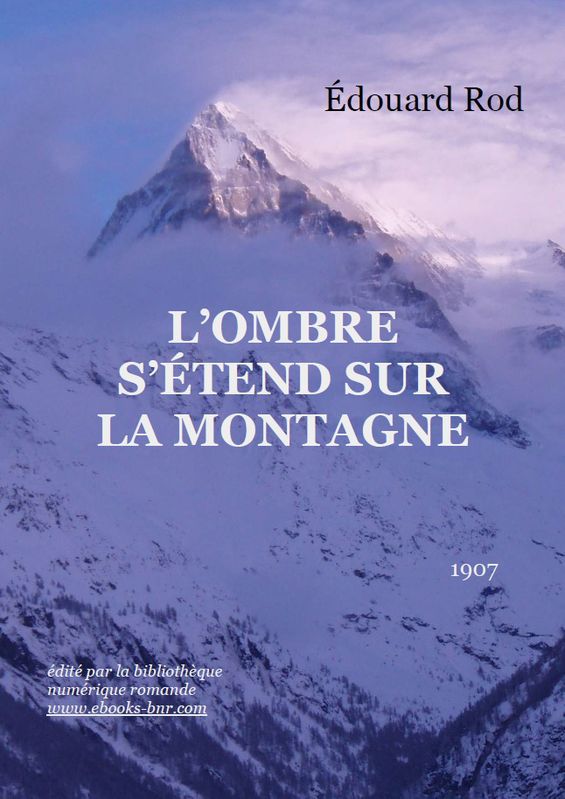 Édouard Rod
L’OMBRE
S’ÉTEND SUR
LA MONTAGNE
1907
édité par la bibliothèque
numérique romande
www.ebooks-bnr.com